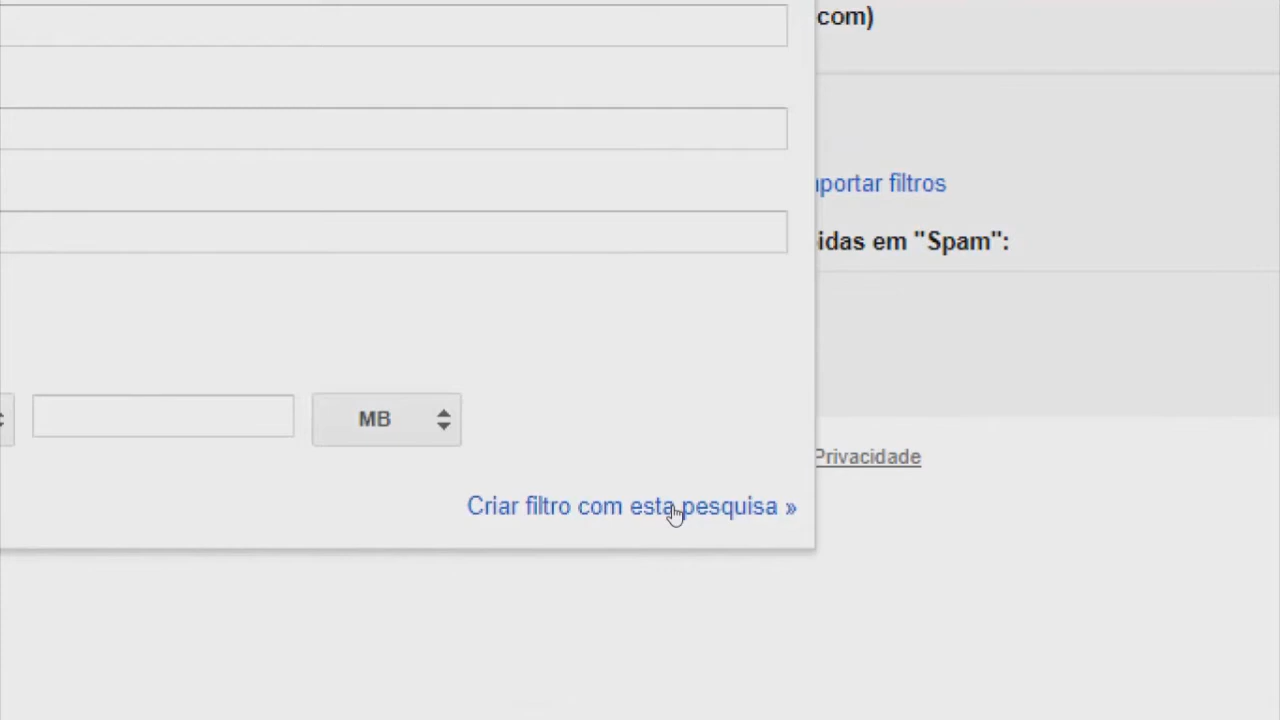 com)
portar filtros
idas em "Spam":
MB
Privacidade
Criar filtro com esta pesquisa »